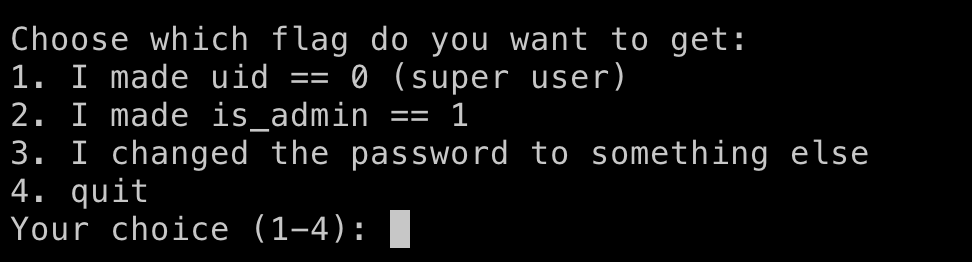 Choose which flag do you want to get:
1. I made uid == 0 (super user)
2. I made is_admin == 1
3. I changed the password to something else
4. quit
Your choice (1-4):